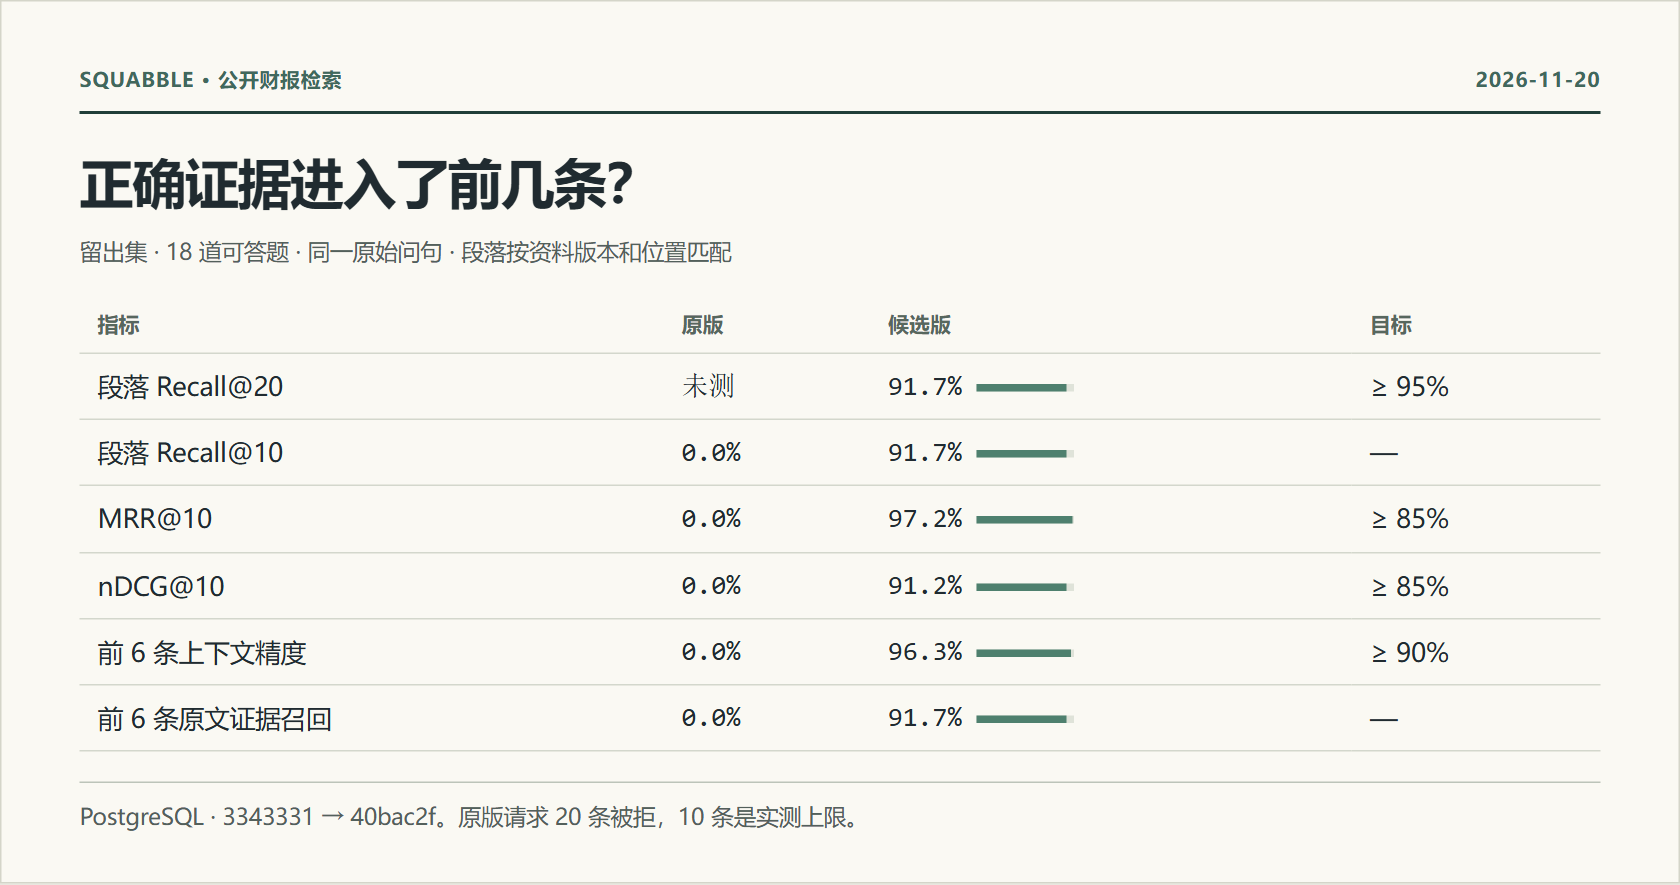 SQUABBLE · 公开财报检索 2026-11-20
正确证据进入了前几条？
留出集 · 18 道可答题 · 同一原始问句 · 段落按资料版本和位置匹配
指标 原版 候选版 目标
段落 Recall@20 未测 91.7% ≥ 95%
段落 Recall@10 0.0% 91.7% —
MRR@10 0.0% 97.2% ≥ 85%
nDCG@10 0.0% 91.2% ≥ 85%
前 6 条上下文精度 0.0% 96.3% ≥ 90%
前 6 条原文证据召回 0.0% 91.7% —
PostgreSQL · 3343331 → 40bac2f。原版请求 20 条被拒，10 条是实测上限。